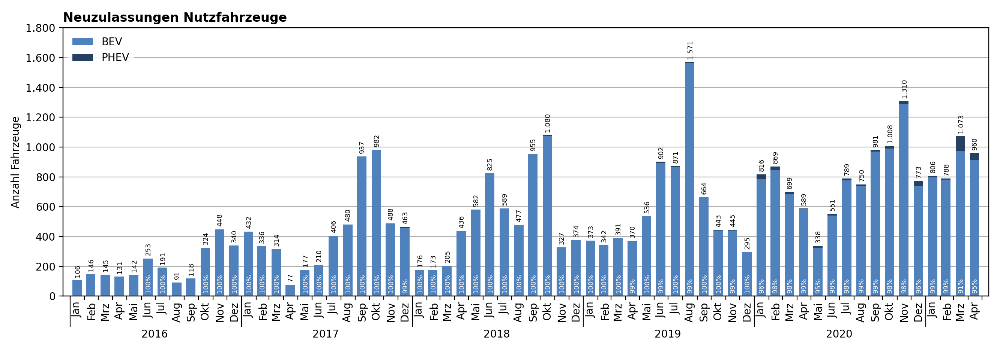 Neuzulassungen Nutzfahrzeuge
1.800
1.600
1.400
1.200
1.000
800
600
400
200
0
Anzahl Fahrzeuge
BEV
PHEV
106 146 145 131 142 253 191 91 118 324 448 340 432 336 314 77 177 210 406 480 937 982 488 463 176 173 205 436 582 825 589 477 955 1.080 327 374 373 342 391 370 536 902 871 1.571 664 443 445 295 816 869 699 589 338 551 789 750 981 1.008 1.310 773 806 788 1.073 960
100% 100% 100% 100% 100% 100% 100% 100% 100% 100% 100% 100% 100% 100% 100% 99% 100% 100% 100% 100% 100% 100% 100% 100% 100% 100% 100% 100% 100% 100% 100% 99% 100% 99% 100% 99% 100% 100% 99% 100% 96% 98% 98% 99% 95% 98% 98% 99% 99% 98% 98% 96% 99% 99% 91% 95%
Jan Feb Mrz Apr Mai Jun Jul Aug Sep Okt Nov Dez Jan Feb Mrz Apr Mai Jun Jul Aug Sep Okt Nov Dez Jan Feb Mrz Apr Mai Jun Jul Aug Sep Okt Nov Dez Jan Feb Mrz Apr Mai Jun Jul Aug Sep Okt Nov Dez Jan Feb Mrz Apr Mai Jun Jul Aug Sep Okt Nov Dez Jan Feb Mrz Apr
2016 2017 2018 2019 2020